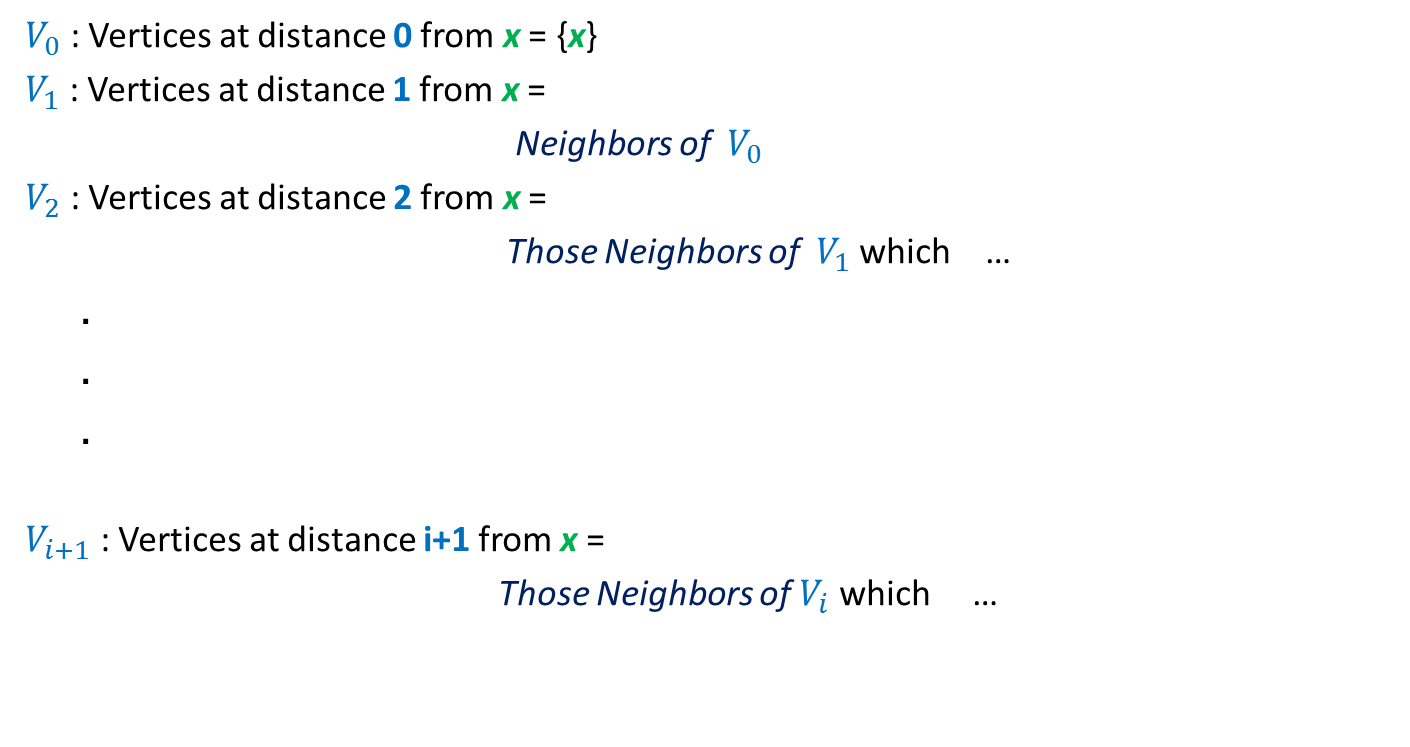 V₀ : Vertices at distance 0 from x = {x}
V₁ : Vertices at distance 1 from x =
Neighbors of V₀
V₂ : Vertices at distance 2 from x =
Those Neighbors of V₁ which ...
.
.
.
Vᵢ₊₁ : Vertices at distance i+1 from x =
Those Neighbors of Vᵢ which ...